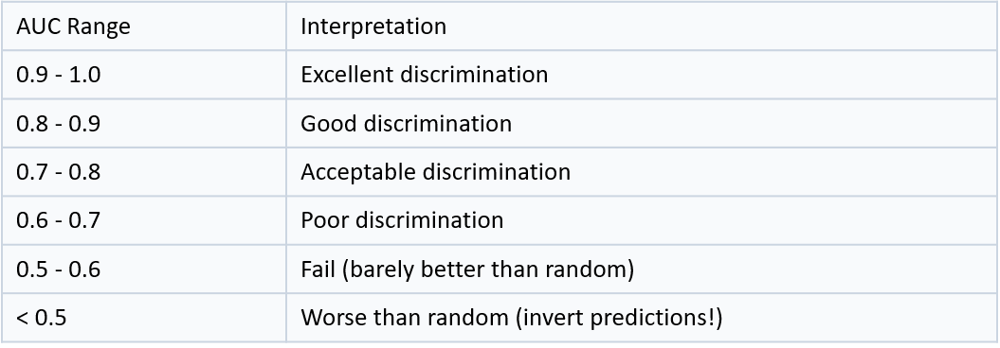 AUC Range Interpretation
0.9 - 1.0 Excellent discrimination
0.8 - 0.9 Good discrimination
0.7 - 0.8 Acceptable discrimination
0.6 - 0.7 Poor discrimination
0.5 - 0.6 Fail (barely better than random)
< 0.5 Worse than random (invert predictions!)